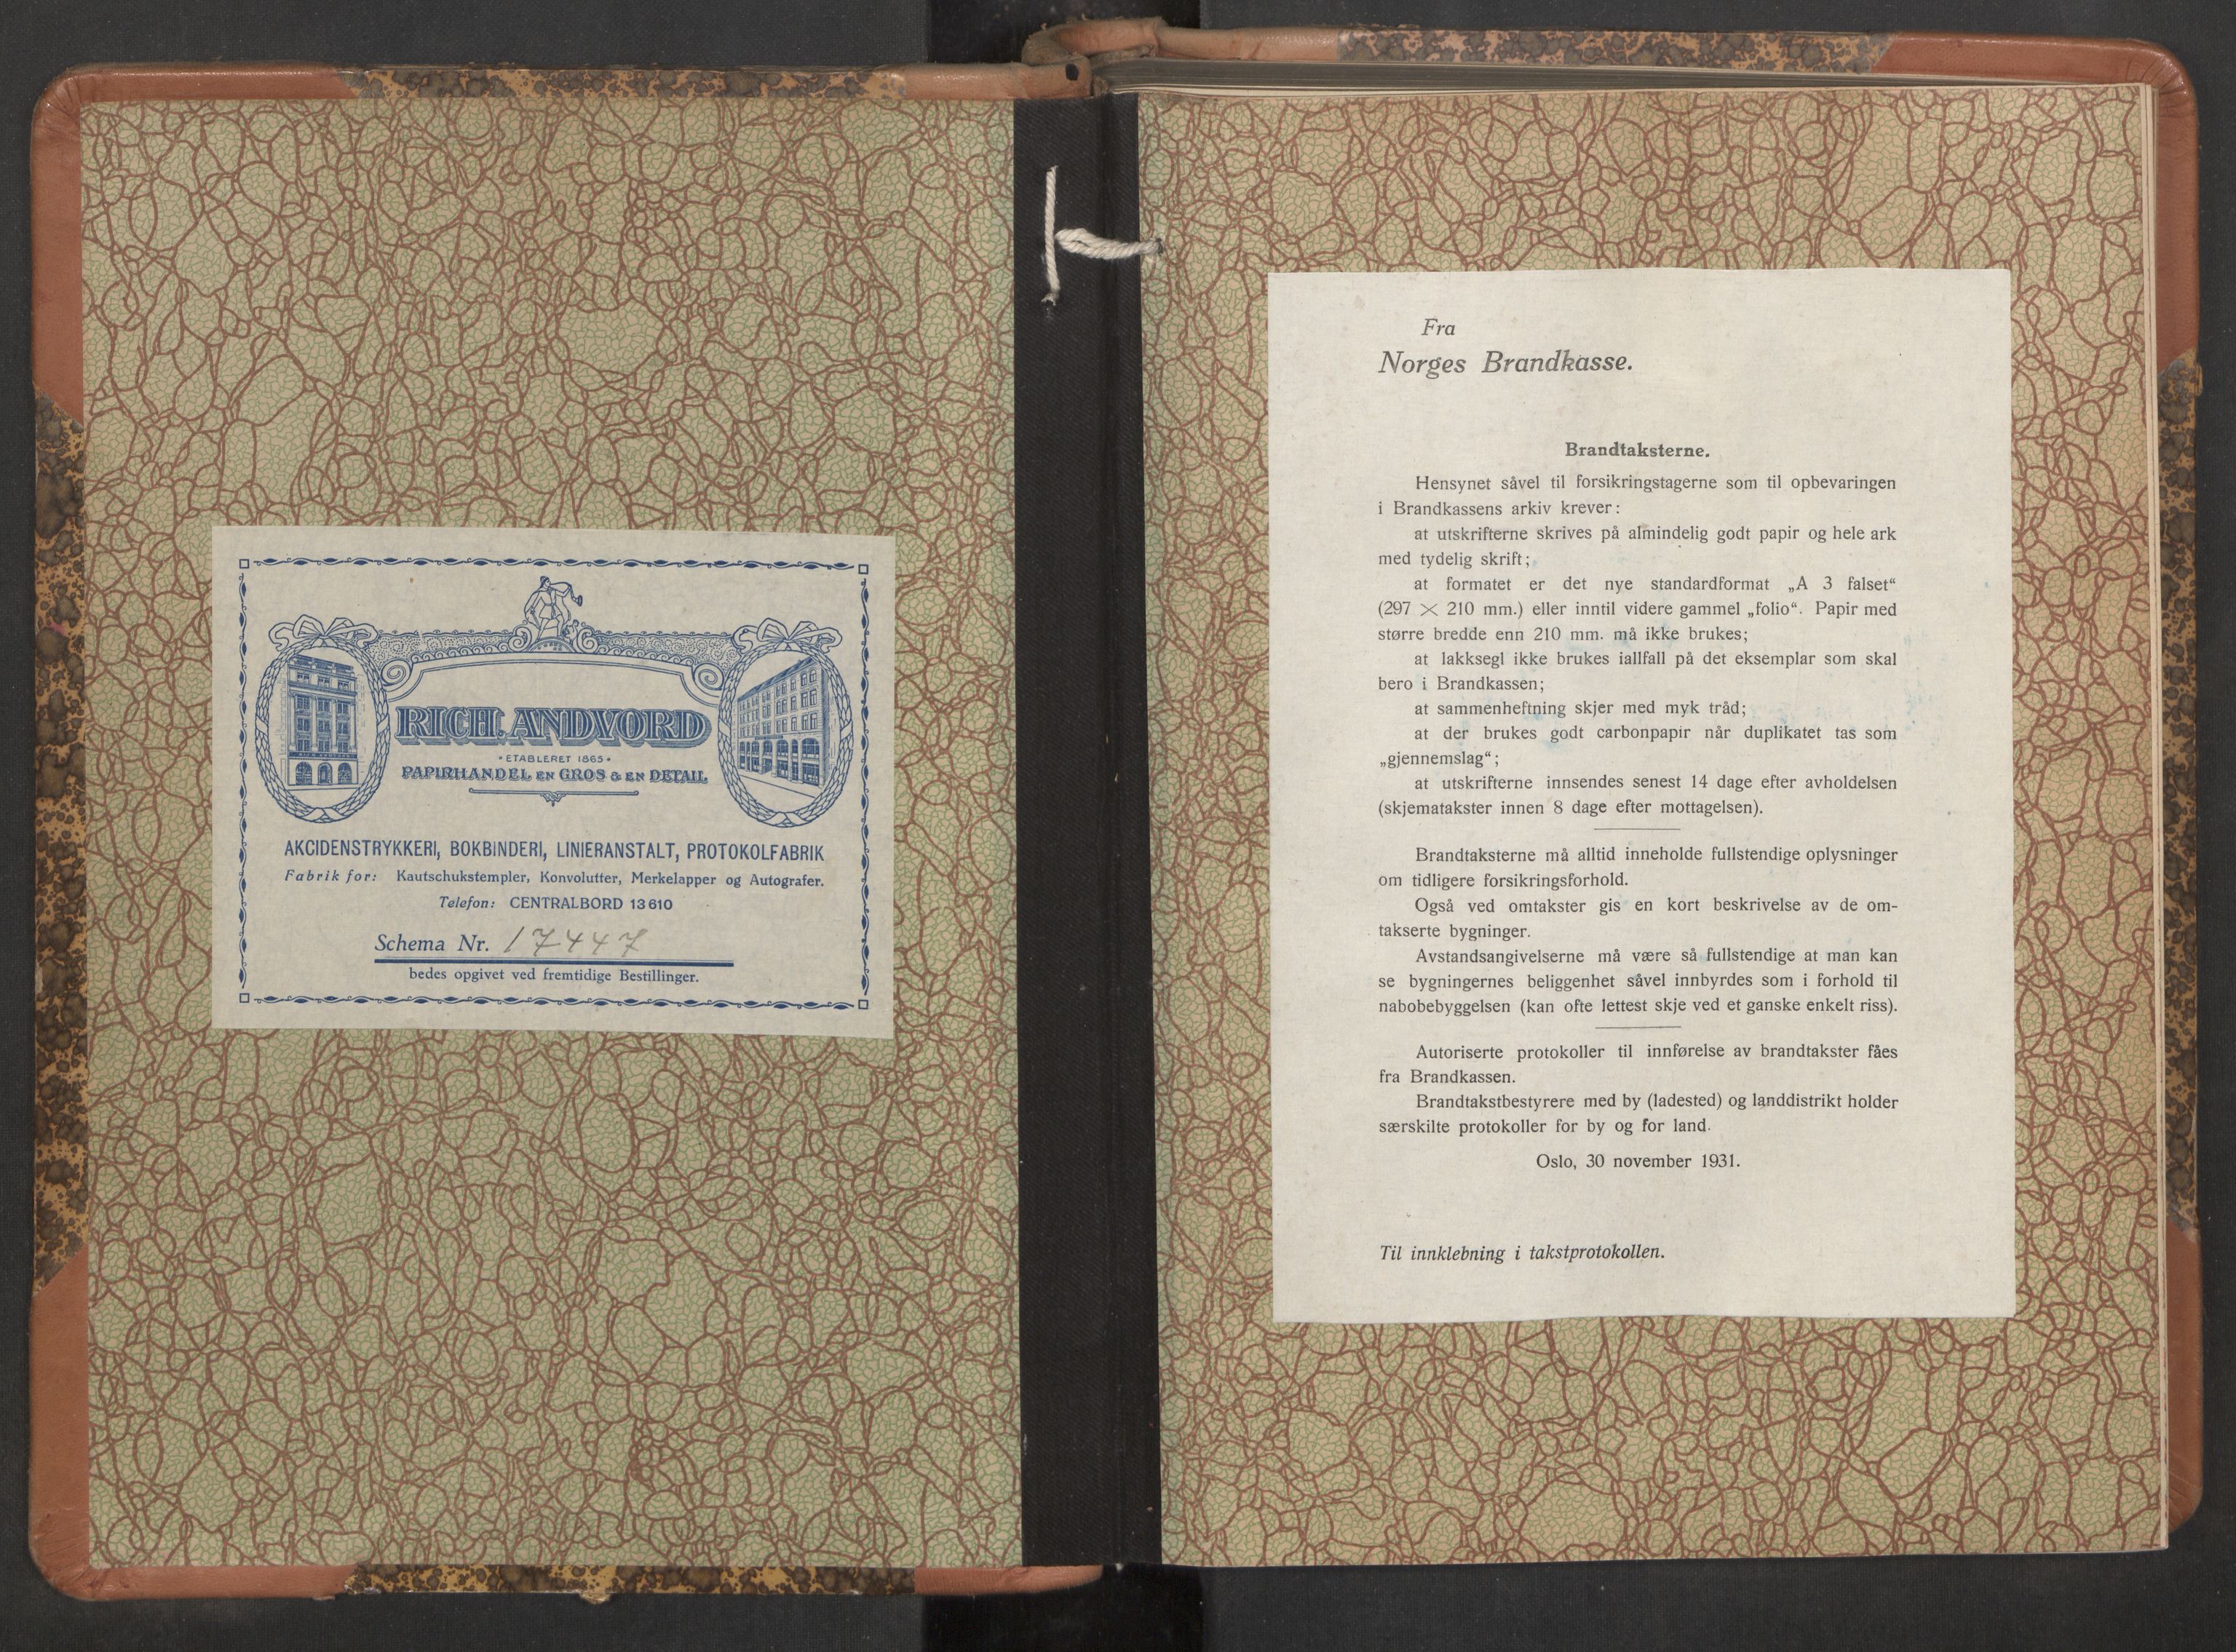 RICH. ANDVORD
• ETABLERET 1865 •
PAPIRHANDEL EN GROS & EN DETAIL
AKCIDENSTRYKKERI, BOKBINDERI, LINIERANSTALT, PROTOKOLFABRIK
Fabrik for: Kautschukstempler, Konvolutter, Merkelapper og Autografer.
Telefon: CENTRALBORD 13610
Schema Nr. 17447
bedes opgivet ved fremtidige Bestillinger.
Fra
Norges Brandkasse.
Brandtaksterne.
Hensynet såvel til forsikringstagerne som til opbevaringen
i Brandkassens arkiv krever:
at utskrifterne skrives på almindelig godt papir og hele ark
med tydelig skrift;
at formatet er det nye standardformat „A 3 falset“
(297 × 210 mm.) eller inntil videre gammel „folio“. Papir med
større bredde enn 210 mm. må ikke brukes;
at lakksegl ikke brukes iallfall på det eksemplar som skal
bero i Brandkassen;
at sammenheftning skjer med myk tråd;
at der brukes godt carbonpapir når duplikatet tas som
„gjennemslag“;
at utskrifterne innsendes senest 14 dage efter avholdelsen
(skjematakster innen 8 dage efter mottagelsen).
Brandtaksterne må alltid inneholde fullstendige oplysninger
om tidligere forsikringsforhold.
Også ved omtakster gis en kort beskrivelse av de om-
takserte bygninger.
Avstandsangivelserne må være så fullstendige at man kan
se bygningernes beliggenhet såvel innbyrdes som i forhold til
nabobebyggelsen (kan ofte lettest skje ved et ganske enkelt riss).
Autoriserte protokoller til innførelse av brandtakster fåes
fra Brandkassen.
Brandtakstbestyrere med by (ladested) og landdistrikt holder
særskilte protokoller for by og for land.
Oslo, 30 november 1931.
Til innklebning i takstprotokollen.